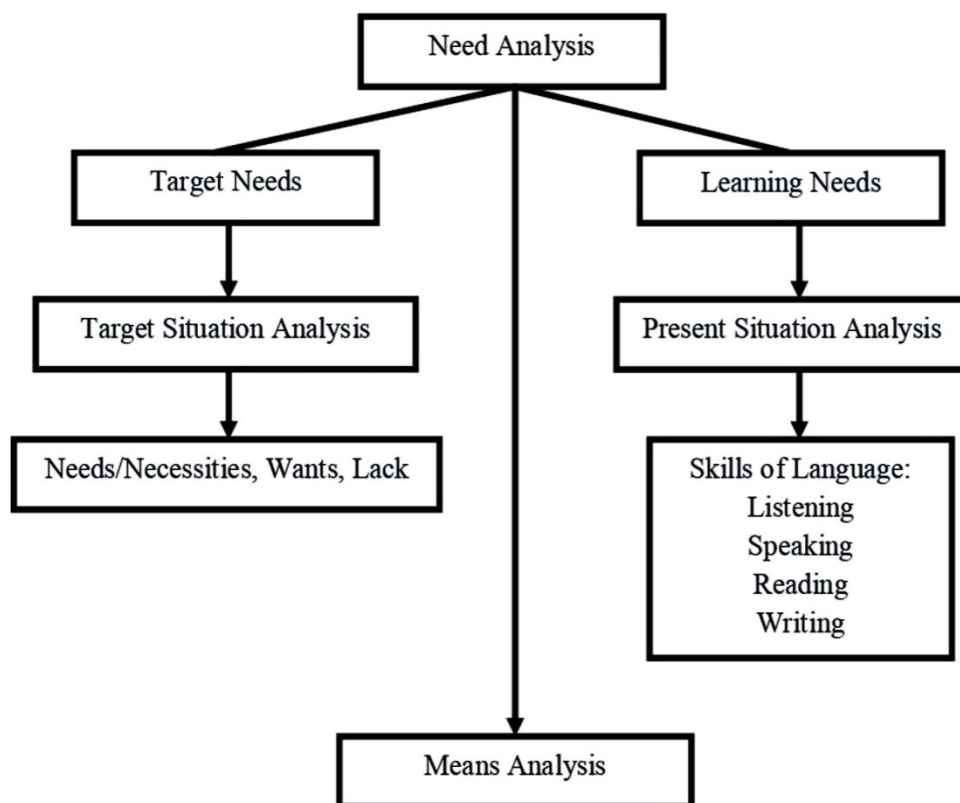 Need Analysis
Target Needs
Learning Needs
Target Situation Analysis
Present Situation Analysis
Needs/Necessities, Wants, Lack
Skills of Language:
Listening
Speaking
Reading
Writing
Means Analysis